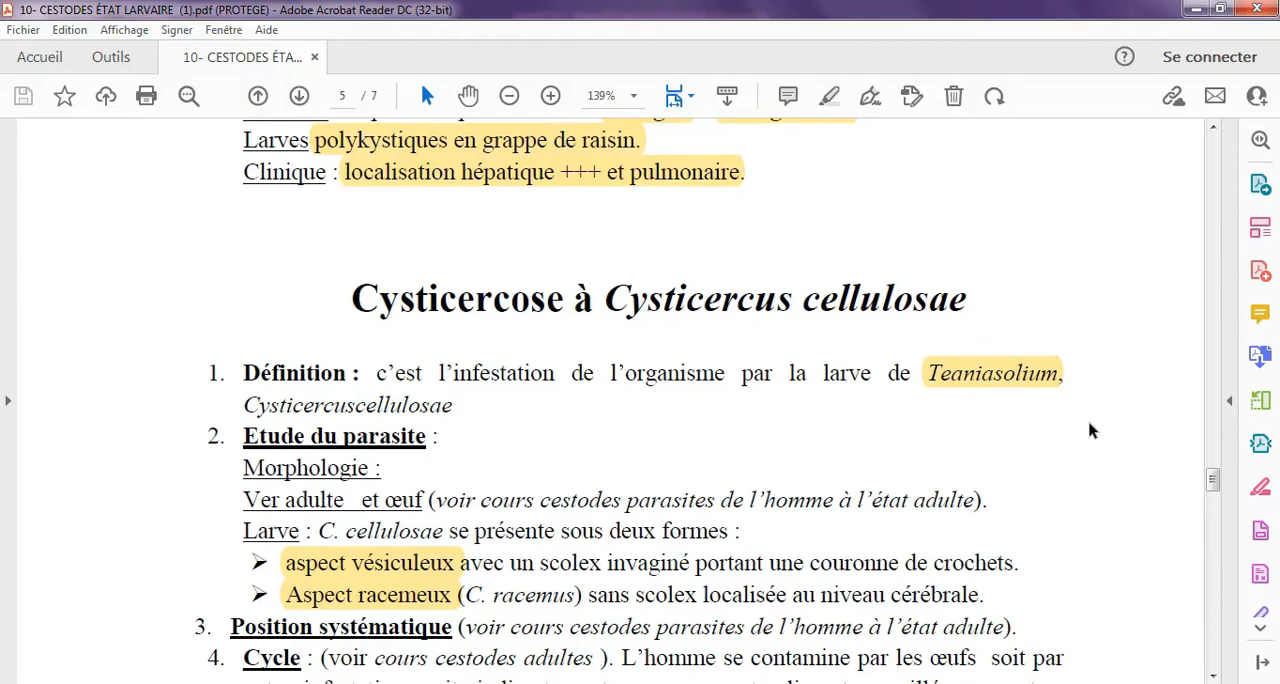 10- CESTODES ÉTAT LARVAIRE (1).pdf (PROTEGE) - Adobe Acrobat Reader DC (32-bit)
Fichier Edition Affichage Signer Fenêtre Aide
Accueil Outils 10- CESTODES ÉTA... × Se connecter
5 / 7 139%
Larves polykystiques en grappe de raisin.
Clinique : localisation hépatique +++ et pulmonaire.
Cysticercose à Cysticercus cellulosae
1. Définition : c’est l’infestation de l’organisme par la larve de Teaniasolium,
Cysticercuscellulosae
2. Etude du parasite :
Morphologie :
Ver adulte et œuf (voir cours cestodes parasites de l’homme à l’état adulte).
Larve : C. cellulosae se présente sous deux formes :
➢ aspect vésiculeux avec un scolex invaginé portant une couronne de crochets.
➢ Aspect racemeux (C. racemus) sans scolex localisée au niveau cérébrale.
3. Position systématique (voir cours cestodes parasites de l’homme à l’état adulte).
4. Cycle : (voir cours cestodes adultes ). L’homme se contamine par les œufs soit par